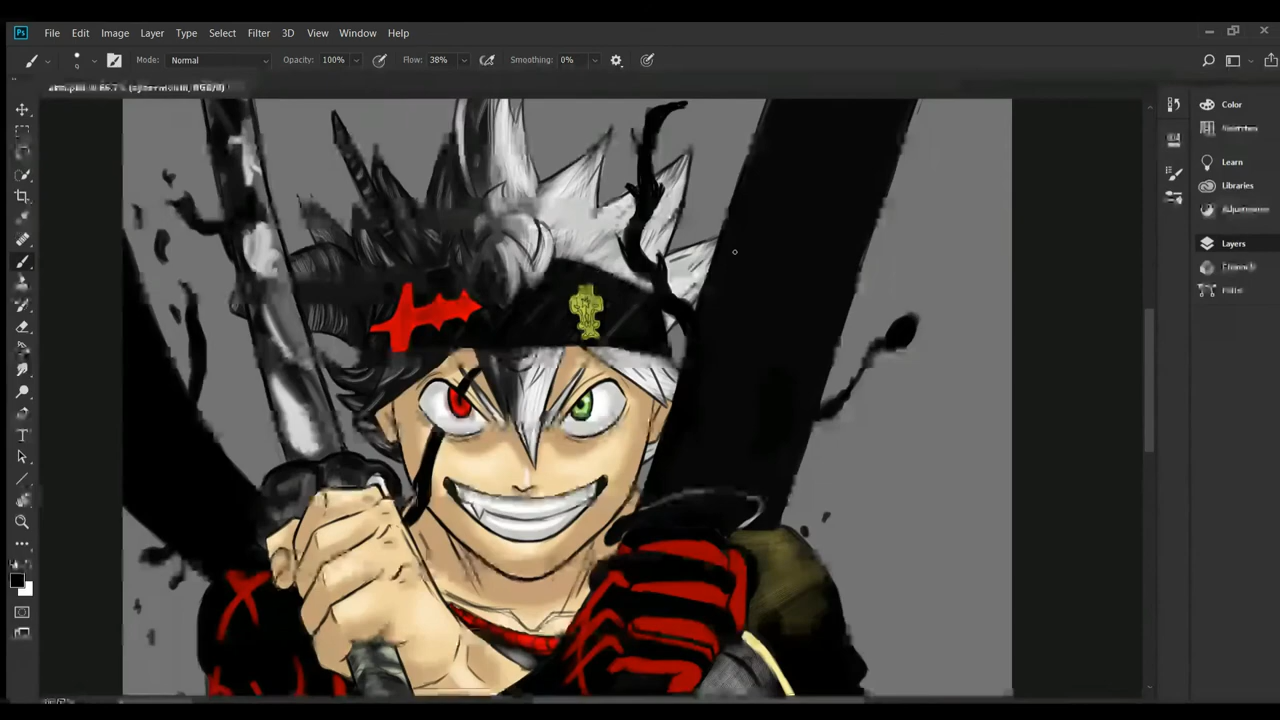 Ps File Edit Image Layer Type Select Filter 3D View Window Help
Mode: Normal Opacity: 100% Flow: 38% Smoothing: 0%
Color
Learn
Libraries
Layers